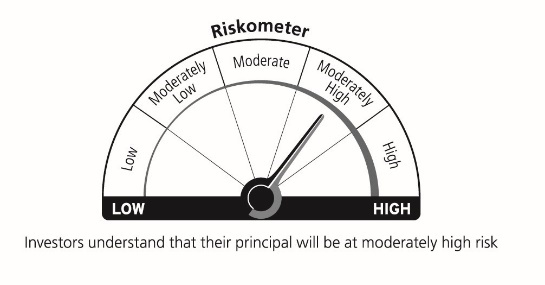 Riskometer
Moderate
Moderately
Low
Moderately
High
Low
High
LOW
HIGH
Investors understand that their principal will be at moderately high risk